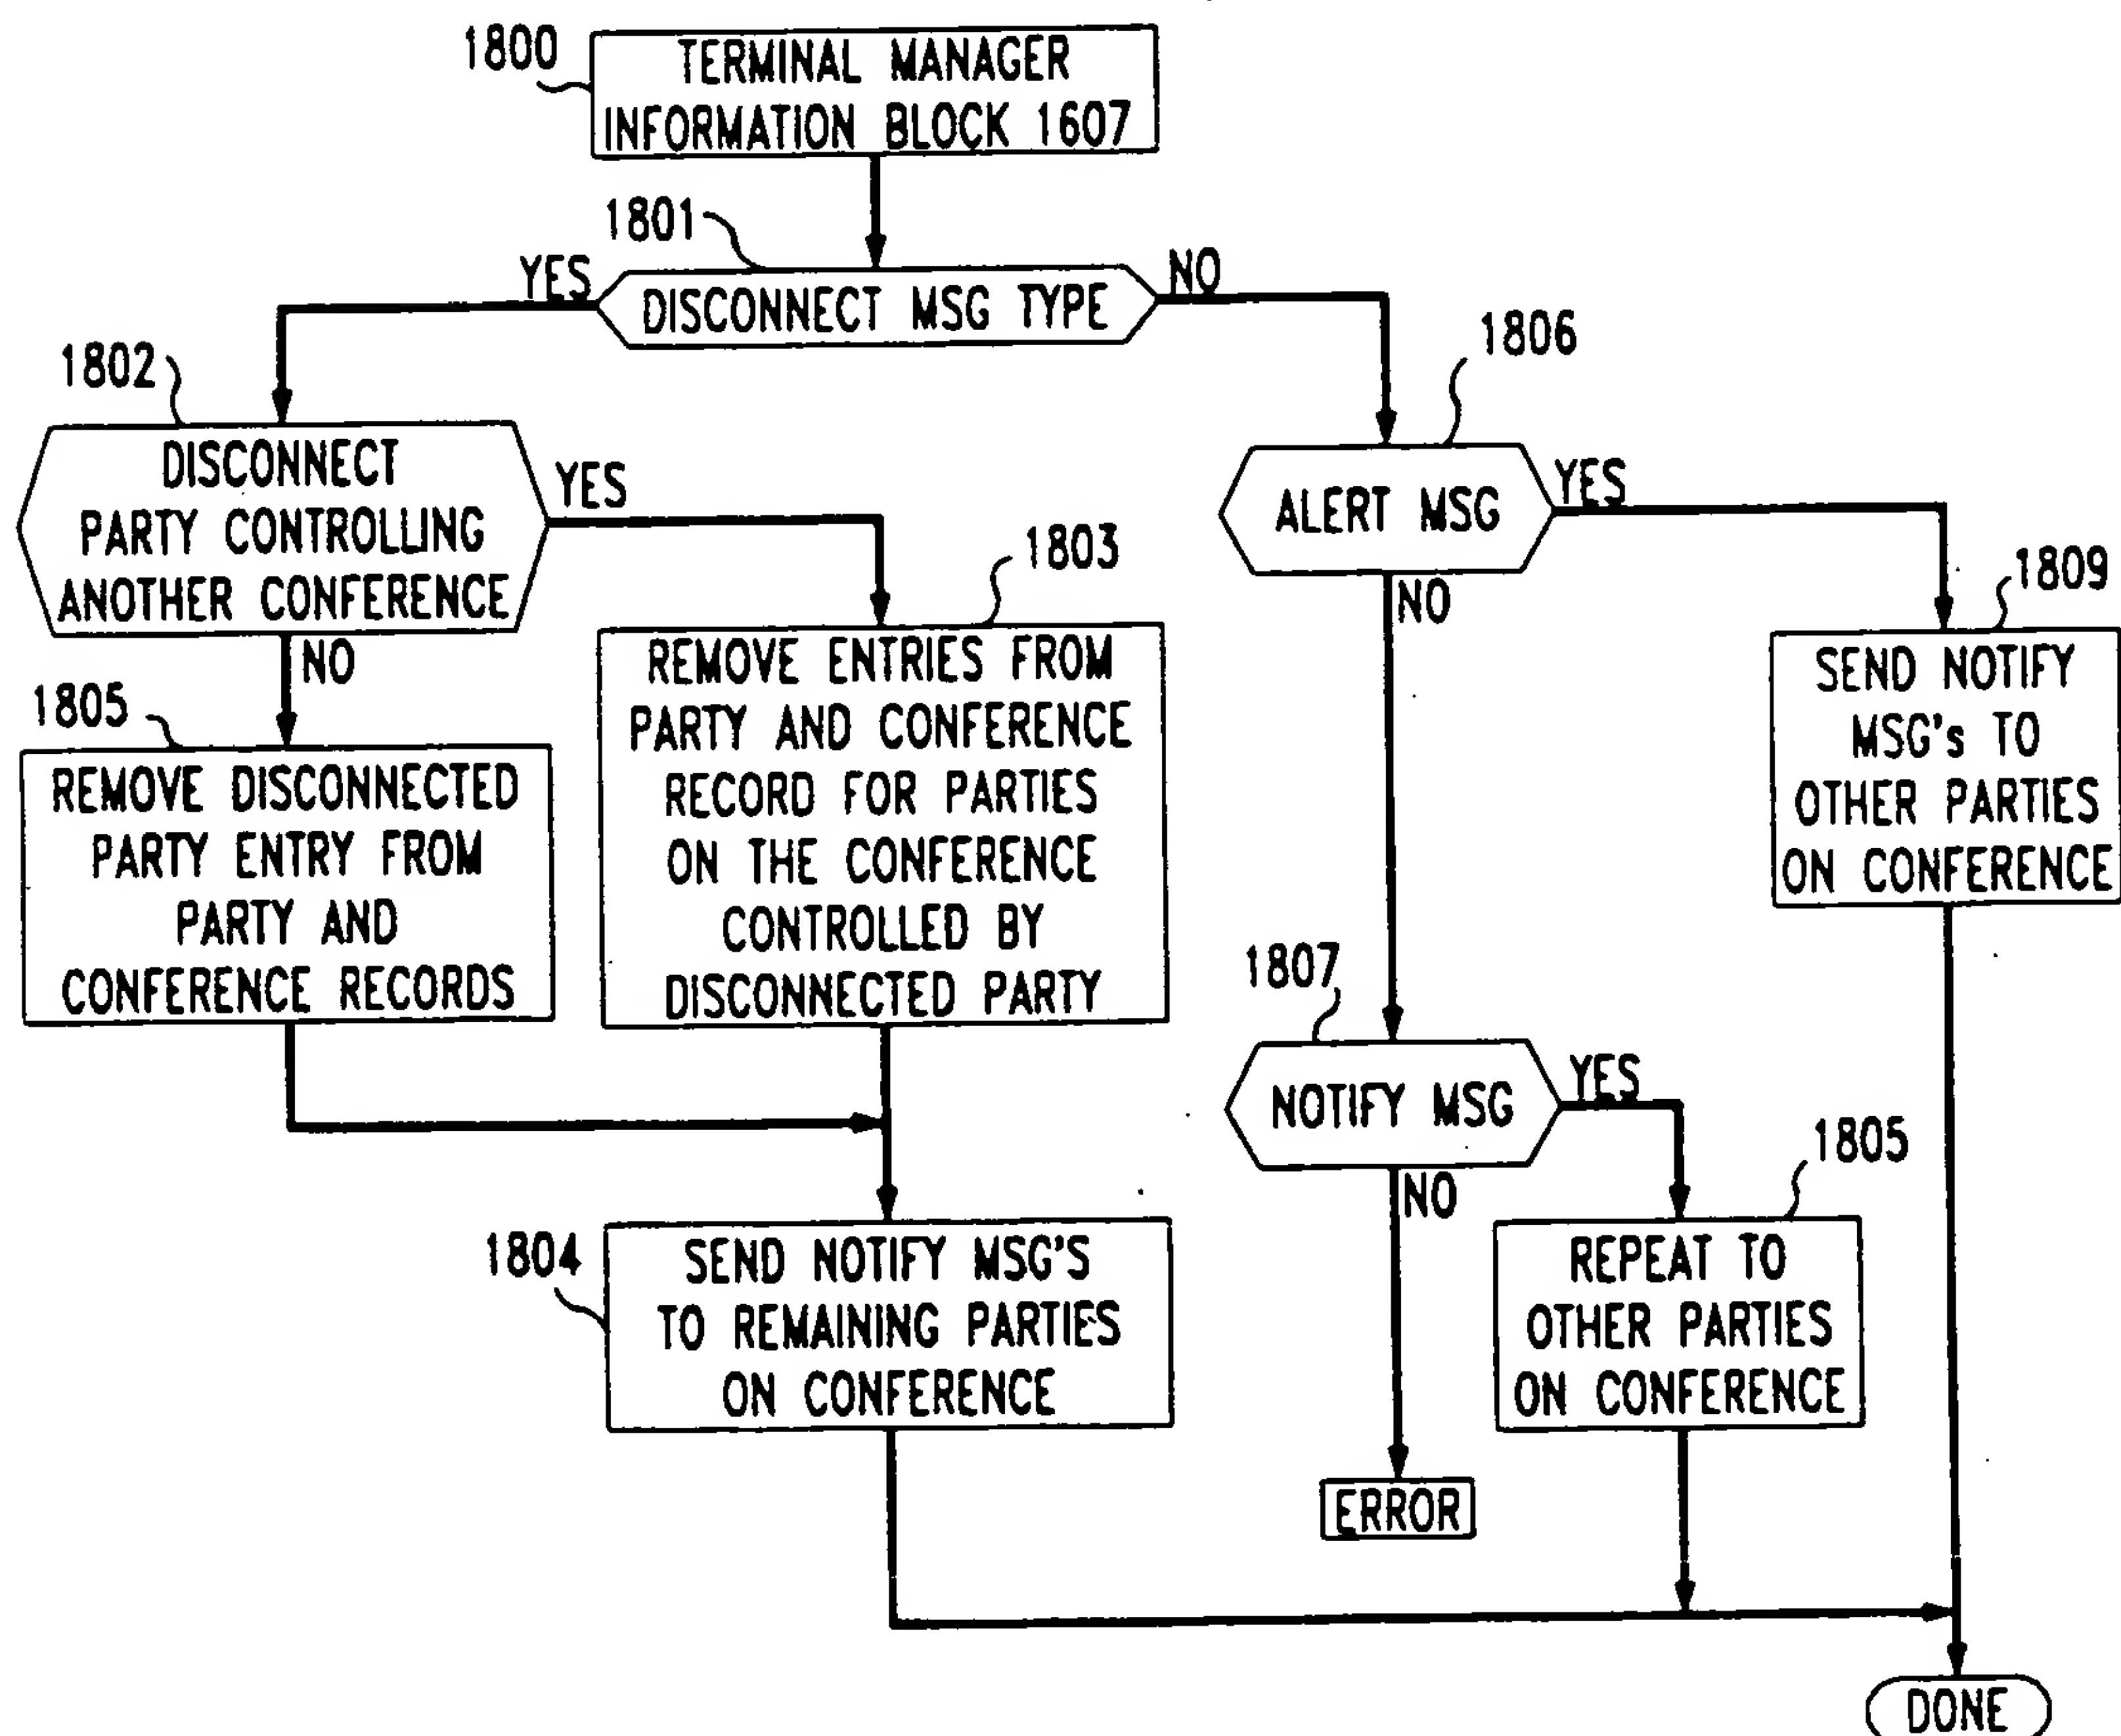 1800
TERMINAL MANAGER
INFORMATION BLOCK 1607
1801
YES
DISCONNECT MSG TYPE
NO
1802
DISCONNECT
PARTY CONTROLLING
ANOTHER CONFERENCE
YES
NO
1803
REMOVE ENTRIES FROM
PARTY AND CONFERENCE
RECORD FOR PARTIES
ON THE CONFERENCE
CONTROLLED BY
DISCONNECTED PARTY
1805
REMOVE DISCONNECTED
PARTY ENTRY FROM
PARTY AND
CONFERENCE RECORDS
1804
SEND NOTIFY MSG'S
TO REMAINING PARTIES
ON CONFERENCE
1806
ALERT MSG
YES
NO
1809
SEND NOTIFY
MSG's TO
OTHER PARTIES
ON CONFERENCE
1807
NOTIFY MSG
YES
NO
1805
REPEAT TO
OTHER PARTIES
ON CONFERENCE
ERROR
DONE